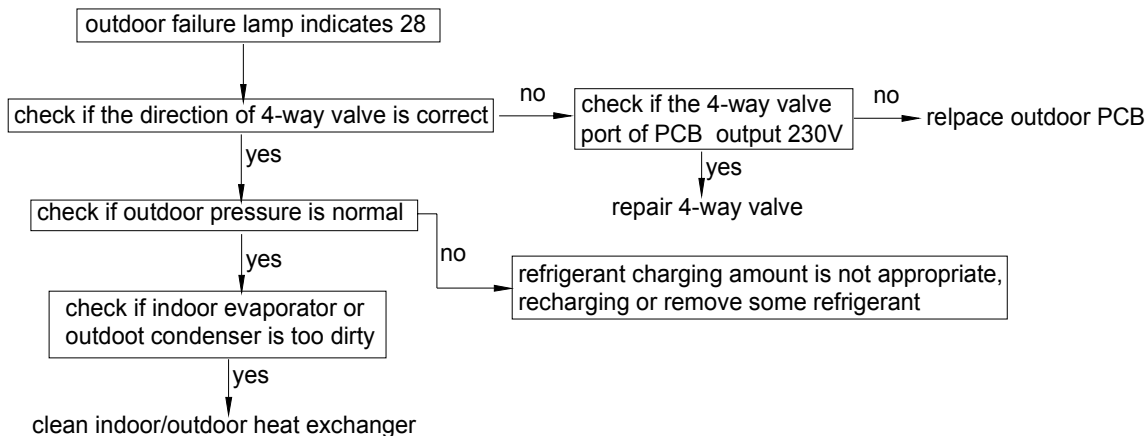 outdoor failure lamp indicates 28
check if the direction of 4-way valve is correct
no
check if the 4-way valve
port of PCB output 230V
no
relpace outdoor PCB
yes
yes
repair 4-way valve
check if outdoor pressure is normal
no
yes
refrigerant charging amount is not appropriate,
recharging or remove some refrigerant
check if indoor evaporator or
outdoot condenser is too dirty
yes
clean indoor/outdoor heat exchanger